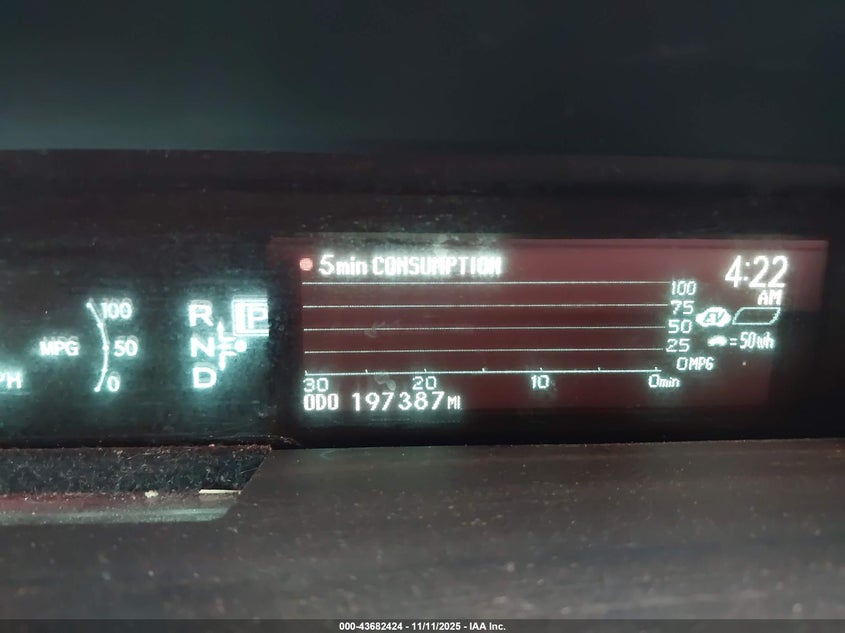 5min CONSUMPTION
4:22
AM
100
75
50
25
0MPG
EV
= 50Wh
30 20 10 0min
ODO 197387MI
100
MPG 50
0
PH
R P
N
D
000-43682424 - 11/11/2025 - IAA Inc.